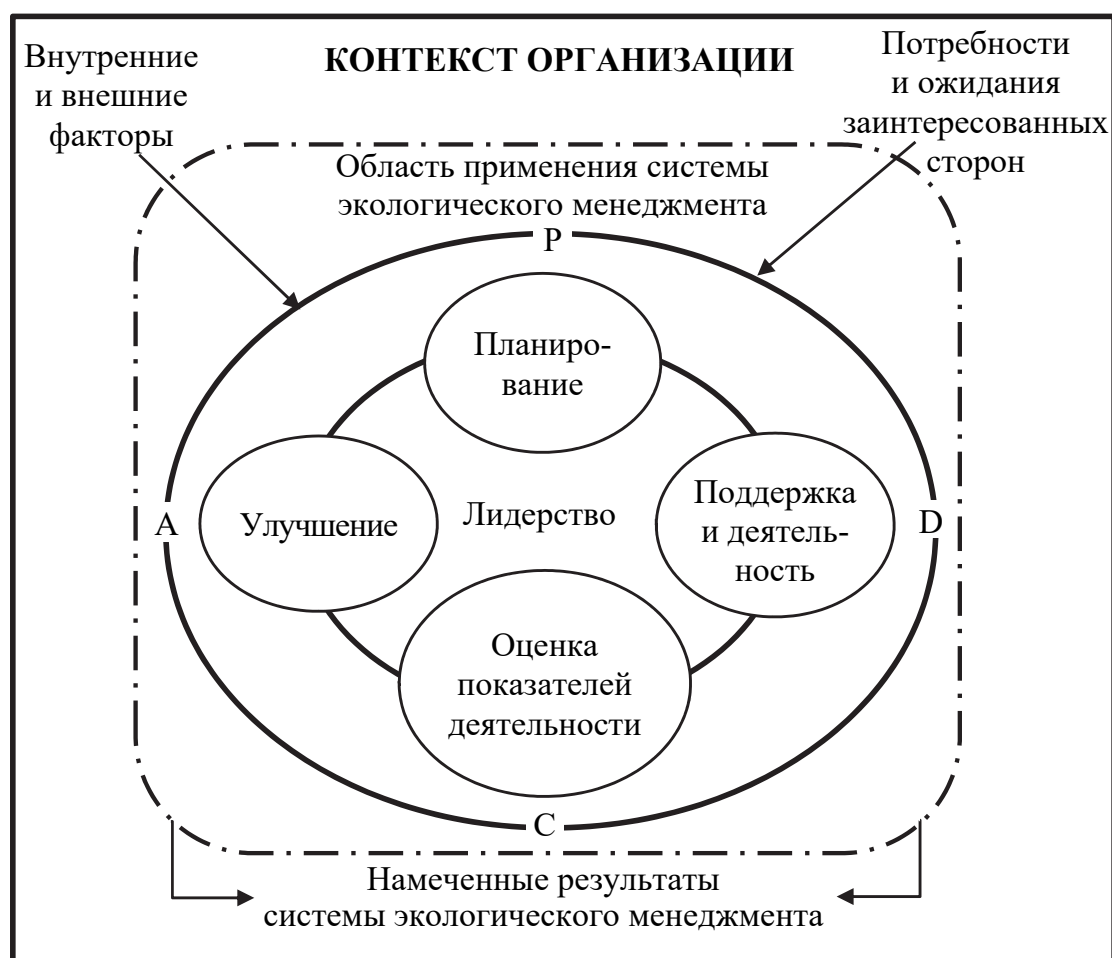 Внутренние
и внешние
факторы
КОНТЕКСТ ОРГАНИЗАЦИИ
Потребности
и ожидания
заинтересованных
сторон
Область применения системы
экологического менеджмента
P
Планиро-
вание
A
Улучшение
Лидерство
Поддержка
и деятель-
ность
D
Оценка
показателей
деятельности
C
Намеченные результаты
системы экологического менеджмента